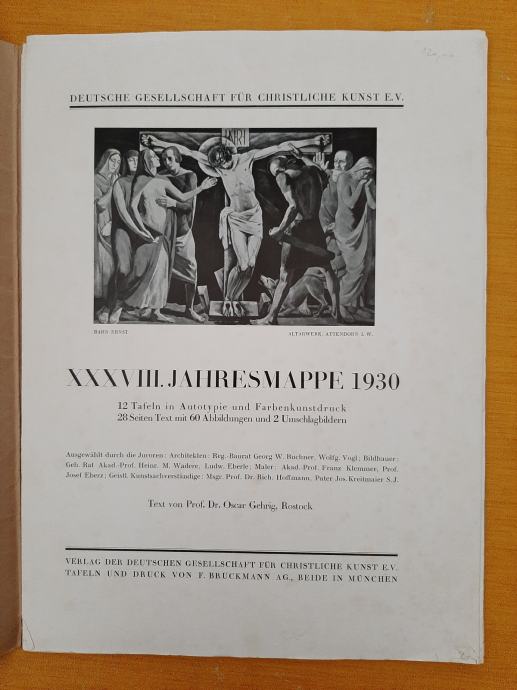 DEUTSCHE GESELLSCHAFT FÜR CHRISTLICHE KUNST E.V.
INRI
HAHN ERNST
ALTARWERK, ATTENDORN I. W.
XXXVIII. JAHRESMAPPE 1930
12 Tafeln in Autotypie und Farbenkunstdruck
28 Seiten Text mit 60 Abbildungen und 2 Umschlagbildern
Ausgewählt durch die Juroren: Architekten: Reg.-Baurat Georg W. Buchner, Wolfg. Vogl; Bildhauer:
Geh. Rat Akad.-Prof. Heinr. M. Wadere, Ludw. Eberle; Maler: Akad.-Prof. Franz Klemmer, Prof.
Josef Eberz; Geistl. Kunstsachverständige: Msgr. Prof. Dr. Rich. Hoffmann, Pater Jos. Kreitmaier S.J.
Text von Prof. Dr. Oscar Gehrig, Rostock
VERLAG DER DEUTSCHEN GESELLSCHAFT FÜR CHRISTLICHE KUNST E.V.
TAFELN UND DRUCK VON F. BRUCKMANN AG., BEIDE IN MÜNCHEN